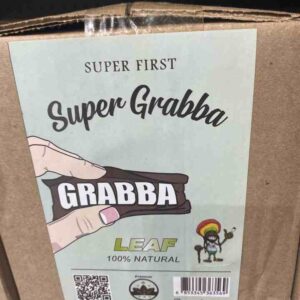 SUPER FIRST
Super Grabba
GRABBA
LEAF
100% NATURAL